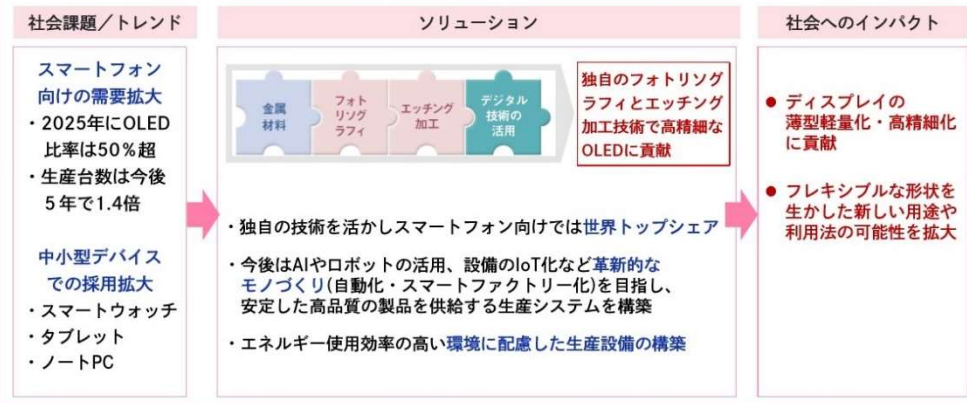 社会課題／トレンド
スマートフォン
向けの需要拡大
・2025年にOLED
比率は50％超
・生産台数は今後
５年で1.4倍
中小型デバイス
での採用拡大
・スマートウォッチ
・タブレット
・ノートPC
ソリューション
金属
材料
フォト
リソグ
ラフィ
エッチング
加工
デジタル
技術の
活用
独自のフォトリソグ
ラフィとエッチング
加工技術で高精細な
OLEDに貢献
・独自の技術を活かしスマートフォン向けでは世界トップシェア
・今後はAIやロボットの活用、設備のIoT化など革新的な
モノづくり(自動化・スマートファクトリー化)を目指し、
安定した高品質の製品を供給する生産システムを構築
・エネルギー使用効率の高い環境に配慮した生産設備の構築
社会へのインパクト
● ディスプレイの
薄型軽量化・高精細化
に貢献
● フレキシブルな形状を
生かした新しい用途や
利用法の可能性を拡大